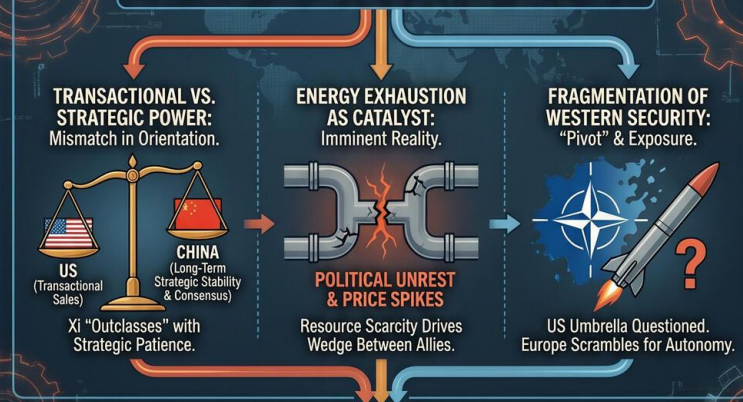 TRANSACTIONAL VS.
STRATEGIC POWER:
Mismatch in Orientation.
US
(Transactional
Sales)
CHINA
(Long-Term
Strategic Stability
& Consensus)
Xi "Outclasses" with
Strategic Patience.
ENERGY EXHAUSTION
AS CATALYST:
Imminent Reality.
POLITICAL UNREST
& PRICE SPIKES
Resource Scarcity Drives
Wedge Between Allies.
FRAGMENTATION OF
WESTERN SECURITY:
"Pivot" & Exposure.
?
US Umbrella Questioned.
Europe Scrambles for Autonomy.